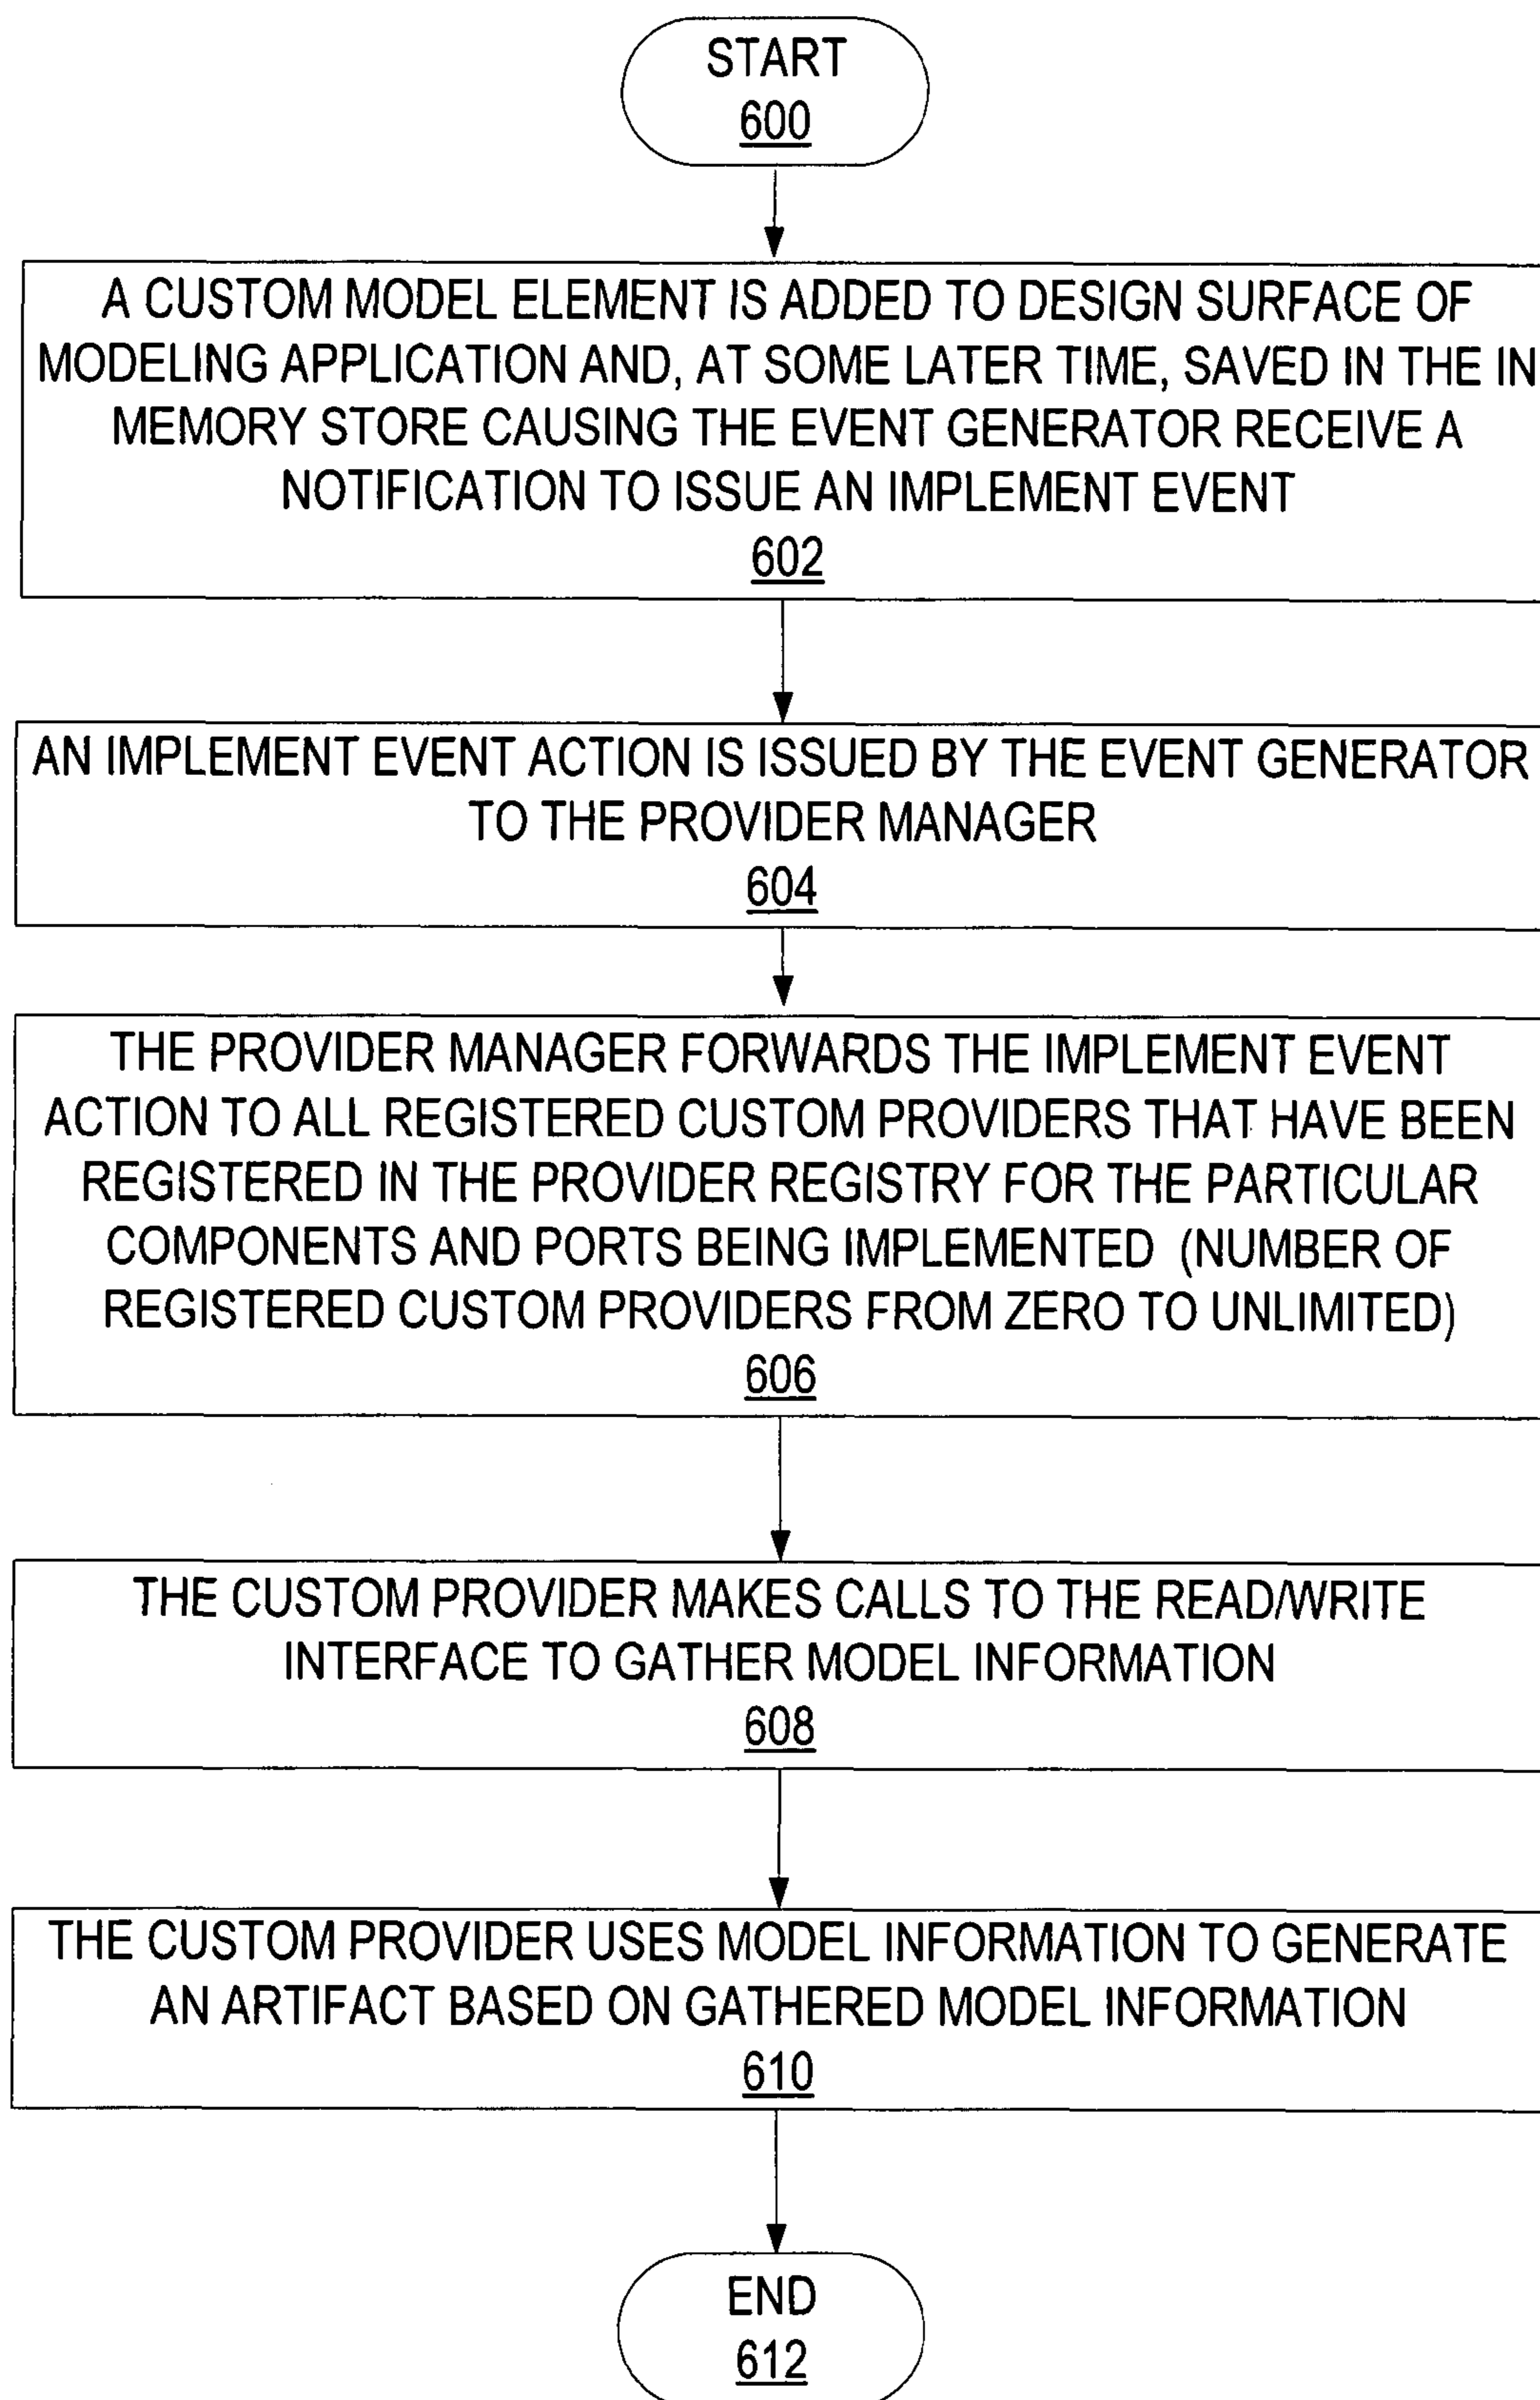 START
600
A CUSTOM MODEL ELEMENT IS ADDED TO DESIGN SURFACE OF
MODELING APPLICATION AND, AT SOME LATER TIME, SAVED IN THE IN
MEMORY STORE CAUSING THE EVENT GENERATOR RECEIVE A
NOTIFICATION TO ISSUE AN IMPLEMENT EVENT
602
AN IMPLEMENT EVENT ACTION IS ISSUED BY THE EVENT GENERATOR
TO THE PROVIDER MANAGER
604
THE PROVIDER MANAGER FORWARDS THE IMPLEMENT EVENT
ACTION TO ALL REGISTERED CUSTOM PROVIDERS THAT HAVE BEEN
REGISTERED IN THE PROVIDER REGISTRY FOR THE PARTICULAR
COMPONENTS AND PORTS BEING IMPLEMENTED (NUMBER OF
REGISTERED CUSTOM PROVIDERS FROM ZERO TO UNLIMITED)
606
THE CUSTOM PROVIDER MAKES CALLS TO THE READ/WRITE
INTERFACE TO GATHER MODEL INFORMATION
608
THE CUSTOM PROVIDER USES MODEL INFORMATION TO GENERATE
AN ARTIFACT BASED ON GATHERED MODEL INFORMATION
610
END
612